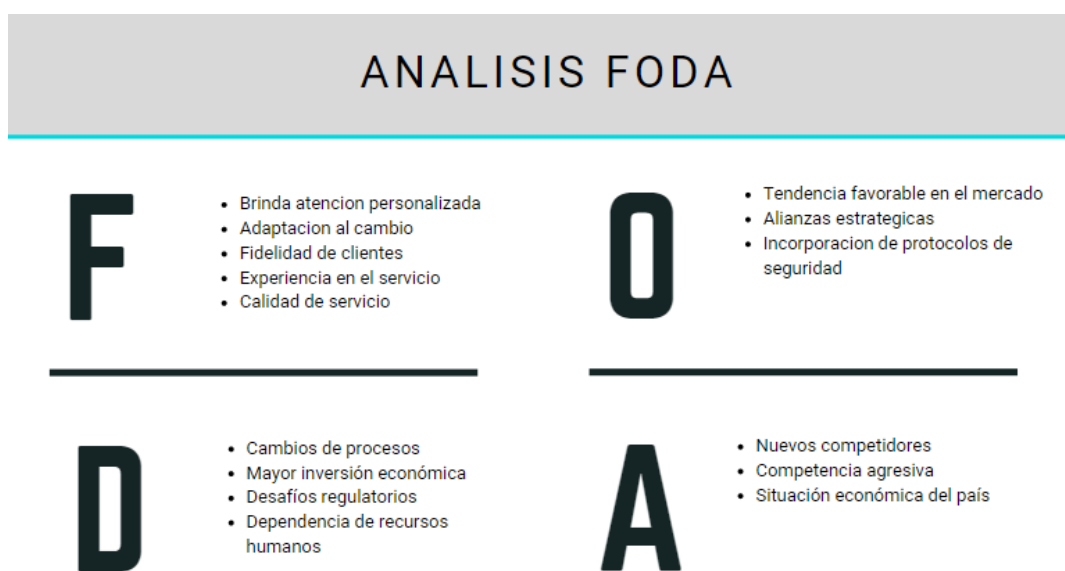 ANALISIS FODA
F
• Brinda atencion personalizada
• Adaptacion al cambio
• Fidelidad de clientes
• Experiencia en el servicio
• Calidad de servicio
O
• Tendencia favorable en el mercado
• Alianzas estrategicas
• Incorporacion de protocolos de
seguridad
D
• Cambios de procesos
• Mayor inversión económica
• Desafíos regulatorios
• Dependencia de recursos
humanos
A
• Nuevos competidores
• Competencia agresiva
• Situación económica del país